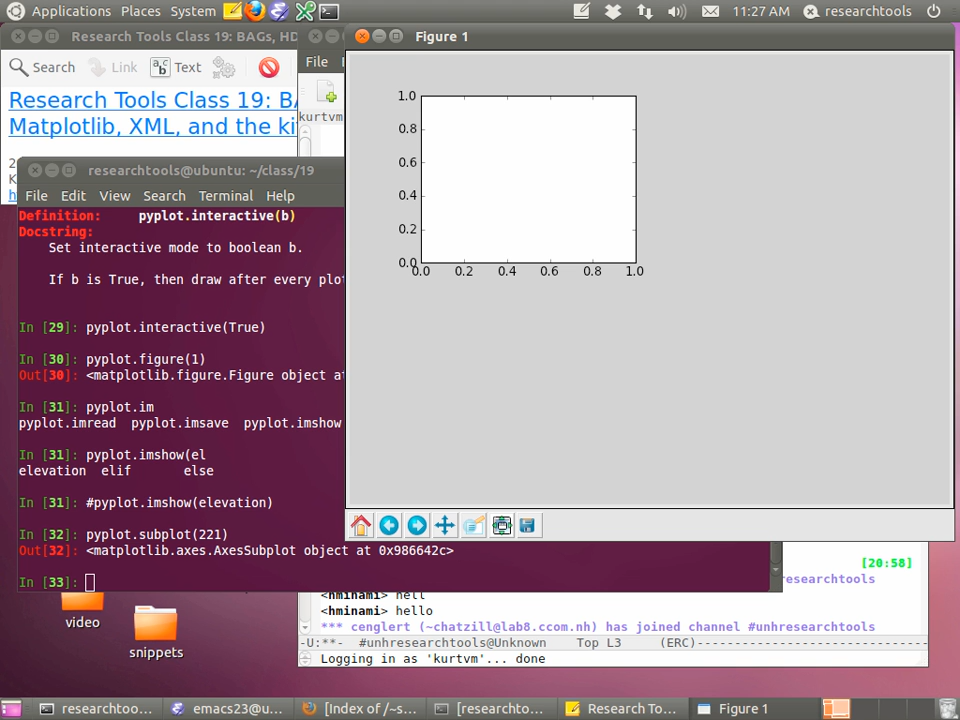 Applications Places System 11:27 AM researchtools
Research Tools Class 19: BAGs, HD
Search Link Text
Research Tools Class 19: BA
Matplotlib, XML, and the ki
2
K
h
File
kurtvm
Figure 1
1.0
0.8
0.6
0.4
0.2
0.0
0.0 0.2 0.4 0.6 0.8 1.0
researchtools@ubuntu: ~/class/19
File Edit View Search Terminal Help
Definition: pyplot.interactive(b)
Docstring:
Set interactive mode to boolean b.
If b is True, then draw after every plot
In [29]: pyplot.interactive(True)
In [30]: pyplot.figure(1)
Out[30]: <matplotlib.figure.Figure object at
In [31]: pyplot.im
pyplot.imread pyplot.imsave pyplot.imshow
In [31]: pyplot.imshow(el
elevation elif else
In [31]: #pyplot.imshow(elevation)
In [32]: pyplot.subplot(221)
Out[32]: <matplotlib.axes.AxesSubplot object at 0x986642c>
In [33]:
[20:58]
researchtools
<hminami> hell
<hminami> hello
*** cenglert (~chatzill@lab8.ccom.nh) has joined channel #unhresearchtools
-U:**- #unhresearchtools@Unknown Top L3 (ERC)-------------------------------
Logging in as 'kurtvm'... done
video
snippets
researchtoo... emacs23@u... [Index of /~s... [researchto... Research To... Figure 1